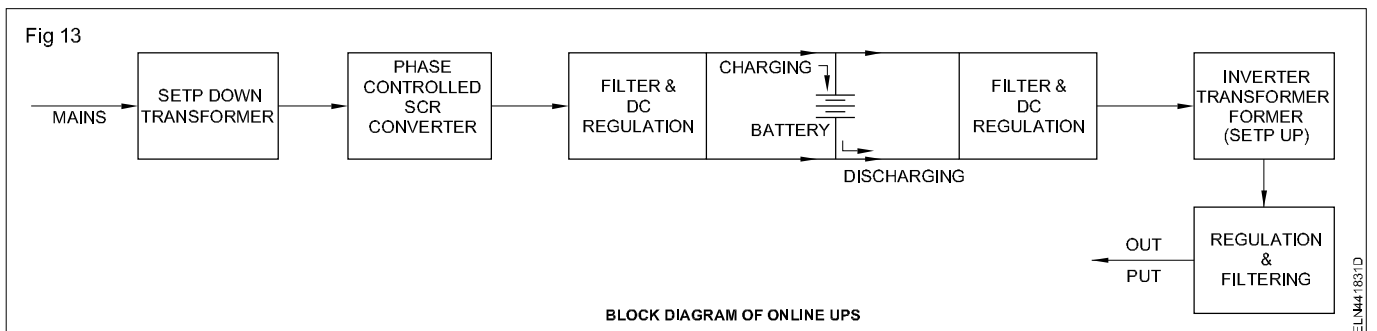 Fig 13
MAINS
SETP DOWN
TRANSFORMER
PHASE
CONTROLLED
SCR
CONVERTER
FILTER &
DC
REGULATION
CHARGING
BATTERY
DISCHARGING
FILTER &
DC
REGULATION
INVERTER
TRANSFORMER
FORMER
(SETP UP)
REGULATION
&
FILTERING
OUT
PUT
BLOCK DIAGRAM OF ONLINE UPS
ELN441831D